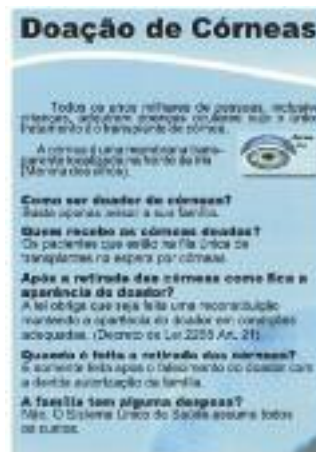 Doação de Córneas
Todos os anos milhares de pessoas, inclusive
crianças, adquirem doenças oculares cujo o único
tratamento é o transplante de córnea.
A córnea é uma membrana trans-
parente localizada na frente da íris
(Menina dos olhos).
Como ser doador de córneas?
Basta apenas avisar a sua família.
Quem recebe as córneas doadas?
Os pacientes que estão na fila única de
transplantes na espera por córneas.
Após a retirada das córneas como fica a
aparência do doador?
A lei obriga que seja feita uma reconstituição
mantendo a aparência do doador em condições
adequadas. (Decreto de Lei 2268 Art. 21).
Quando é feita a retirada das córneas?
É somente feita após o falecimento do doador com
a devida autorização da família.
A família tem alguma despesa?
Não. O Sistema Único de Saúde assume todos
os custos.